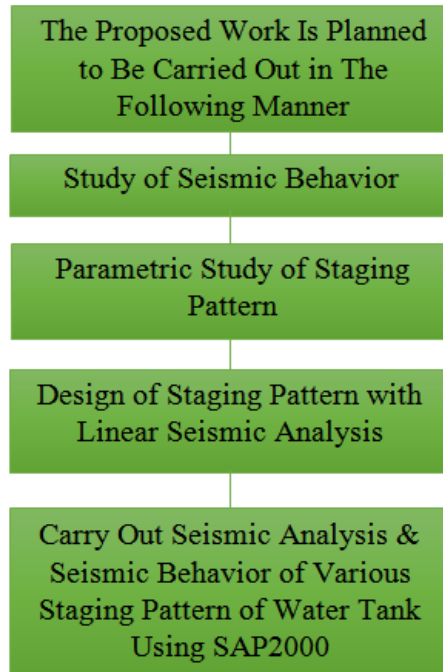 The Proposed Work Is Planned
to Be Carried Out in The
Following Manner
Study of Seismic Behavior
Parametric Study of Staging
Pattern
Design of Staging Pattern with
Linear Seismic Analysis
Carry Out Seismic Analysis &
Seismic Behavior of Various
Staging Pattern of Water Tank
Using SAP2000